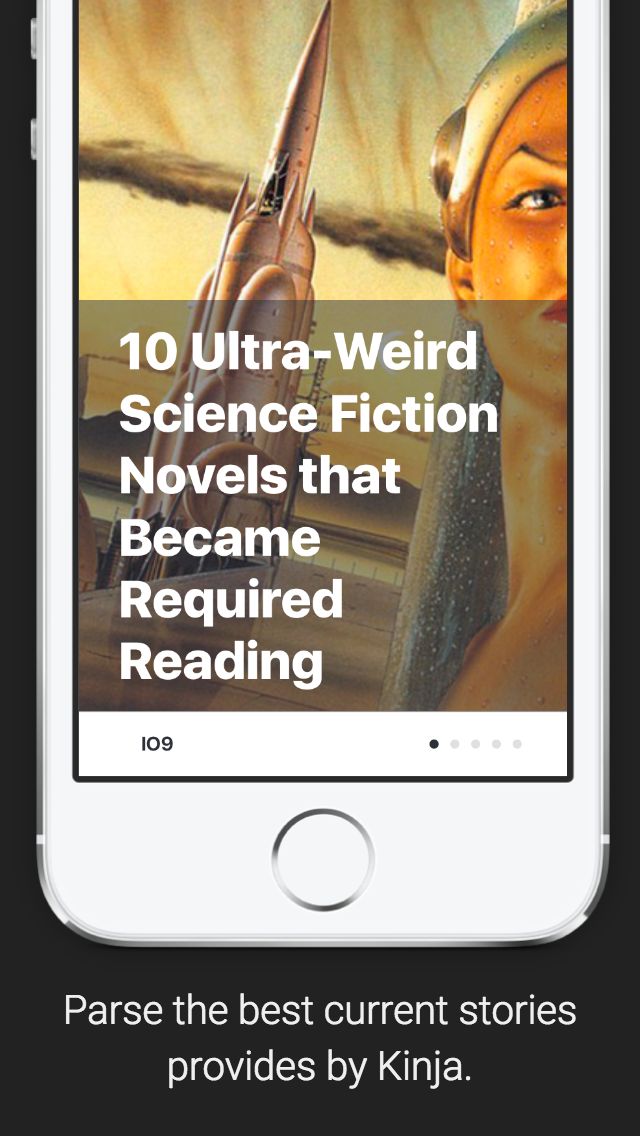 10 Ultra-Weird
Science Fiction
Novels that
Became
Required
Reading
IO9
Parse the best current stories
provides by Kinja.